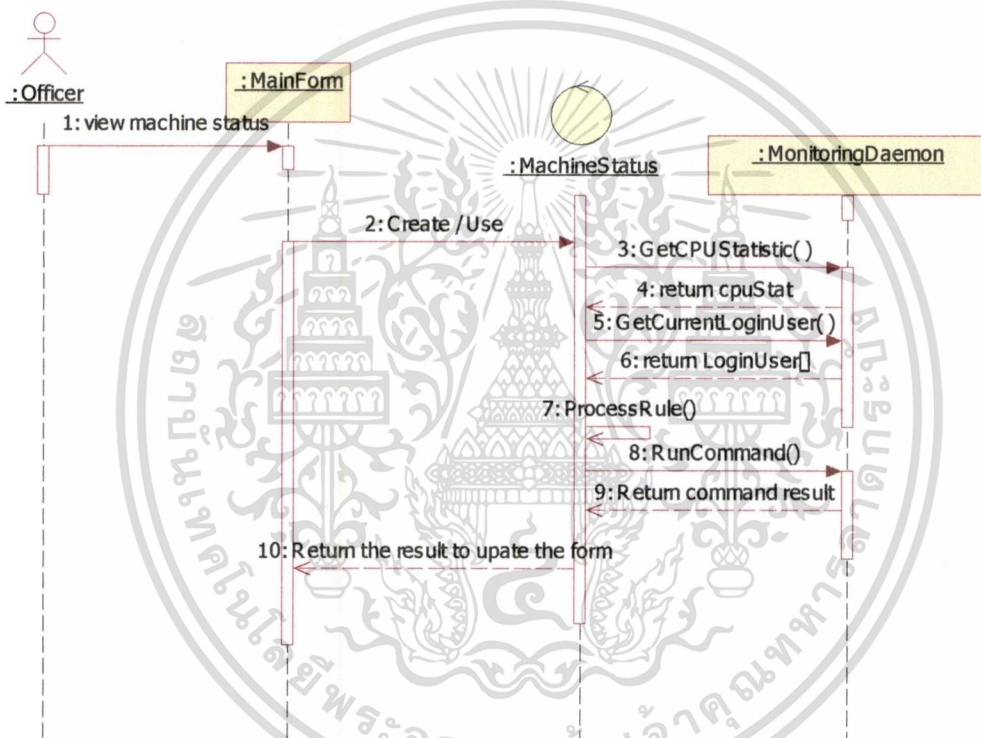 : Officer
: MainForm
1: view machine status
: MachineStatus
: MonitoringDaemon
2: Create / Use
3: GetCPUStatistic( )
4: return cpuStat
5: GetCurrentLoginUser( )
6: return LoginUser[]
7: ProcessRule()
8: RunCommand()
9: Return command result
10: Return the result to upate the form